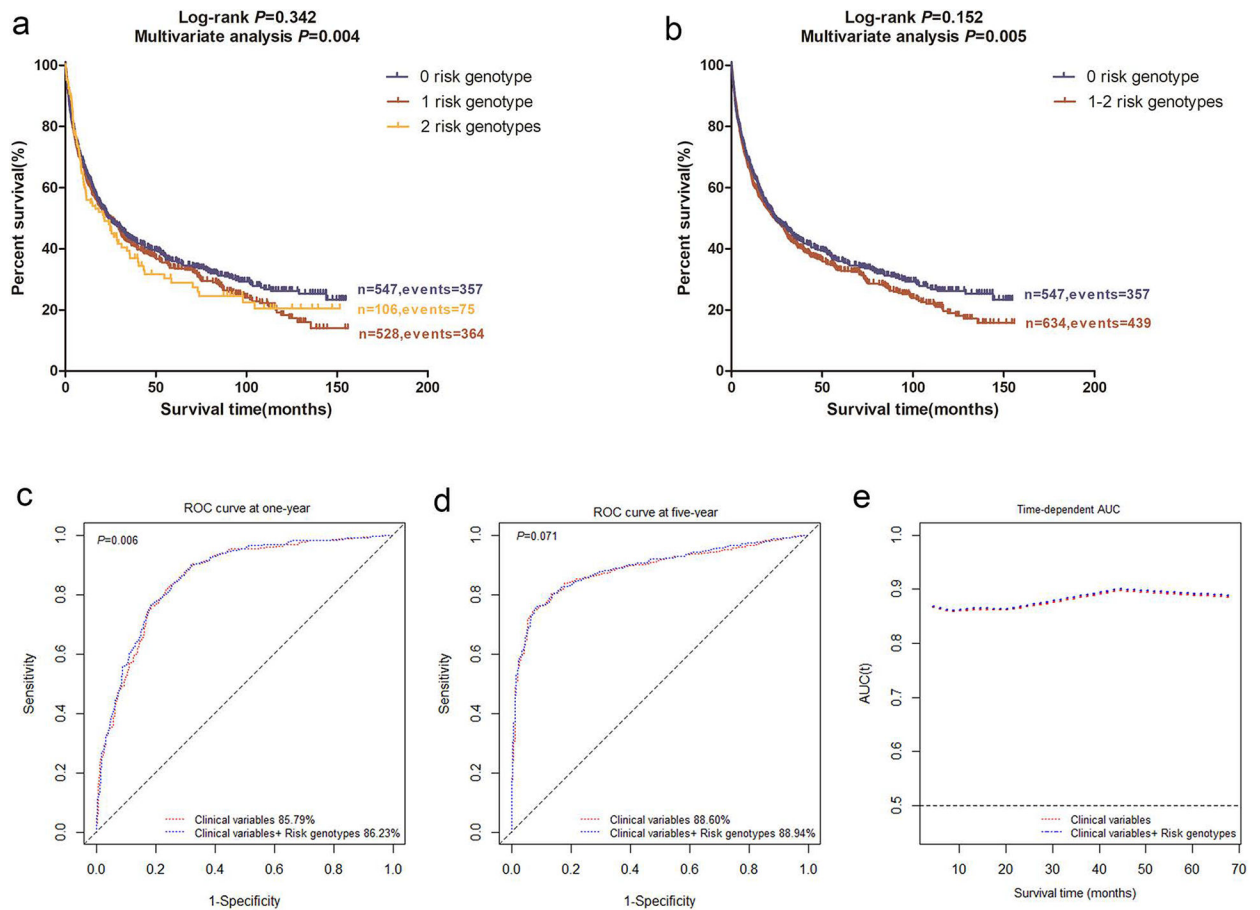 a
Log-rank P=0.342
Multivariate analysis P=0.004
Percent survival(%)
100
80
60
40
20
0
0 risk genotype
1 risk genotype
2 risk genotypes
n=547,events=357
n=106,events=75
n=528,events=364
0 50 100 150 200
Survival time(months)
b
Log-rank P=0.152
Multivariate analysis P=0.005
Percent survival(%)
100
80
60
40
20
0
0 risk genotype
1-2 risk genotypes
n=547,events=357
n=634,events=439
0 50 100 150 200
Survival time(months)
c
ROC curve at one-year
P=0.006
Sensitivity
1.0
0.8
0.6
0.4
0.2
0.0
Clinical variables 85.79%
Clinical variables+ Risk genotypes 86.23%
0.0 0.2 0.4 0.6 0.8 1.0
1-Specificity
d
ROC curve at five-year
P=0.071
Sensitivity
1.0
0.8
0.6
0.4
0.2
0.0
Clinical variables 88.60%
Clinical variables+ Risk genotypes 88.94%
0.0 0.2 0.4 0.6 0.8 1.0
1-Specificity
e
Time-dependent AUC
AUC(t)
1.0
0.9
0.8
0.7
0.6
0.5
Clinical variables
Clinical variables+ Risk genotypes
10 20 30 40 50 60 70
Survival time (months)